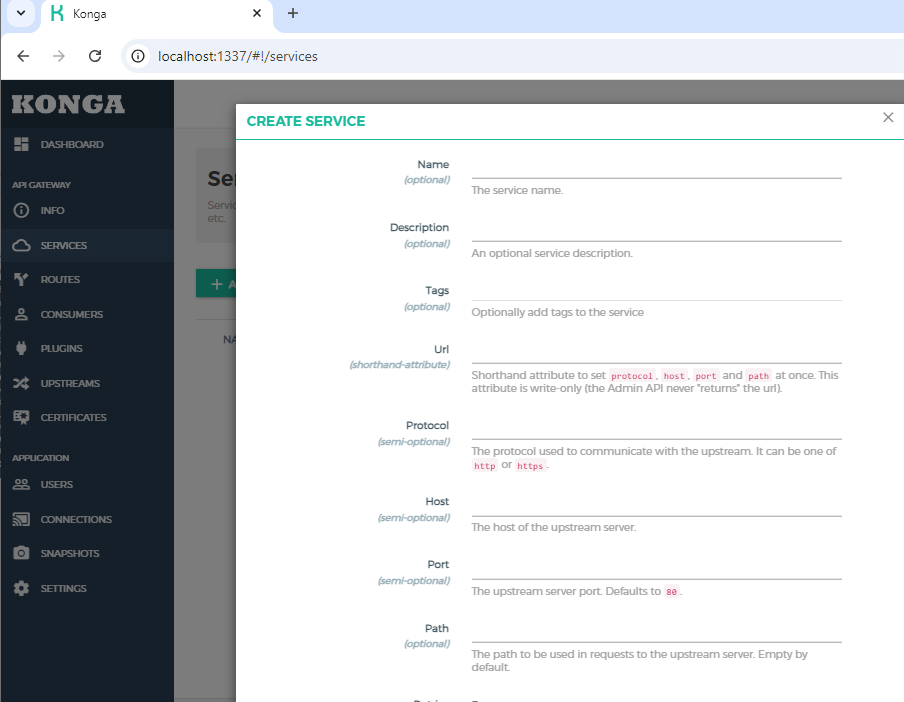 Konga
localhost:1337/#!/services
KONGA
DASHBOARD
API GATEWAY
INFO
SERVICES
ROUTES
CONSUMERS
PLUGINS
UPSTREAMS
CERTIFICATES
APPLICATION
USERS
CONNECTIONS
SNAPSHOTS
SETTINGS
Ser
Servic
etc.
+ A
NA
CREATE SERVICE
Name
(optional)
The service name.
Description
(optional)
An optional service description.
Tags
(optional)
Optionally add tags to the service
Url
(shorthand-attribute)
Shorthand attribute to set protocol, host, port and path at once. This
attribute is write-only (the Admin API never "returns" the url).
Protocol
(semi-optional)
The protocol used to communicate with the upstream. It can be one of
http or https.
Host
(semi-optional)
The host of the upstream server.
Port
(semi-optional)
The upstream server port. Defaults to 80.
Path
(optional)
The path to be used in requests to the upstream server. Empty by
default.